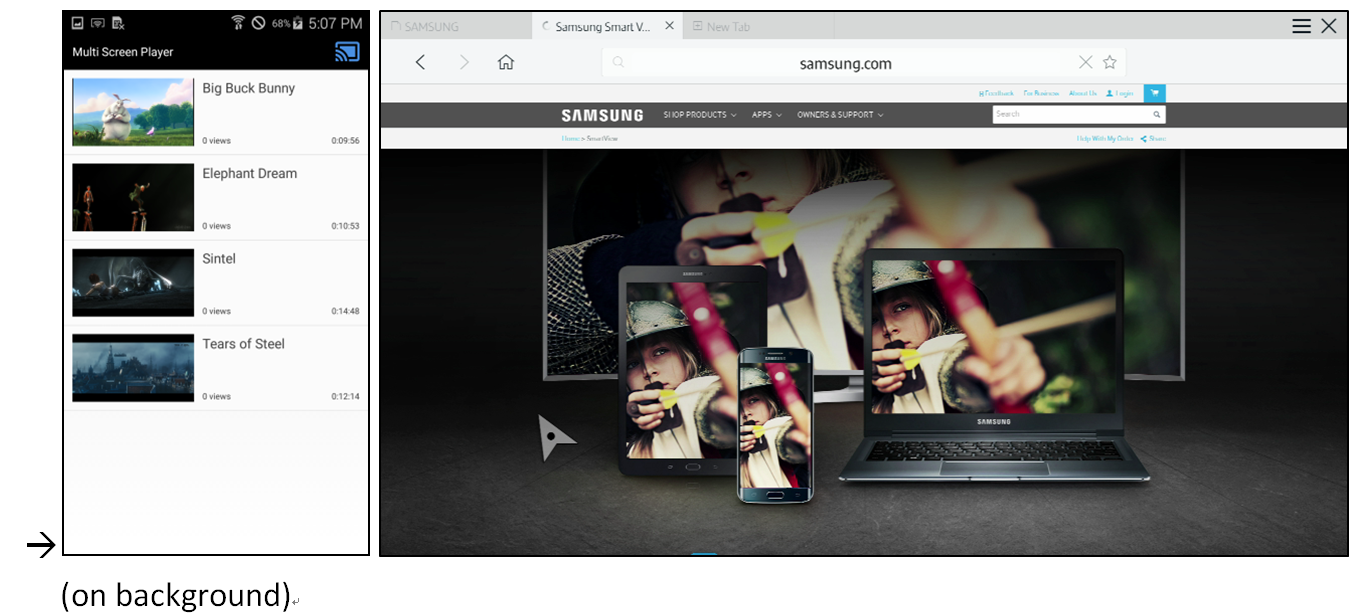 68% 5:07 PM
Multi Screen Player
Big Buck Bunny
0 views 0:09:56
Elephant Dream
0 views 0:10:53
Sintel
0 views 0:14:48
Tears of Steel
0 views 0:12:14
SAMSUNG
Samsung Smart V...
New Tab
samsung.com
Feedback For Business About Us Login
SAMSUNG SHOP PRODUCTS APPS OWNERS & SUPPORT Search
Home > SmartView Help With My Order Share
SAMSUNG
SAMSUNG
SAMSUNG
→
(on background)